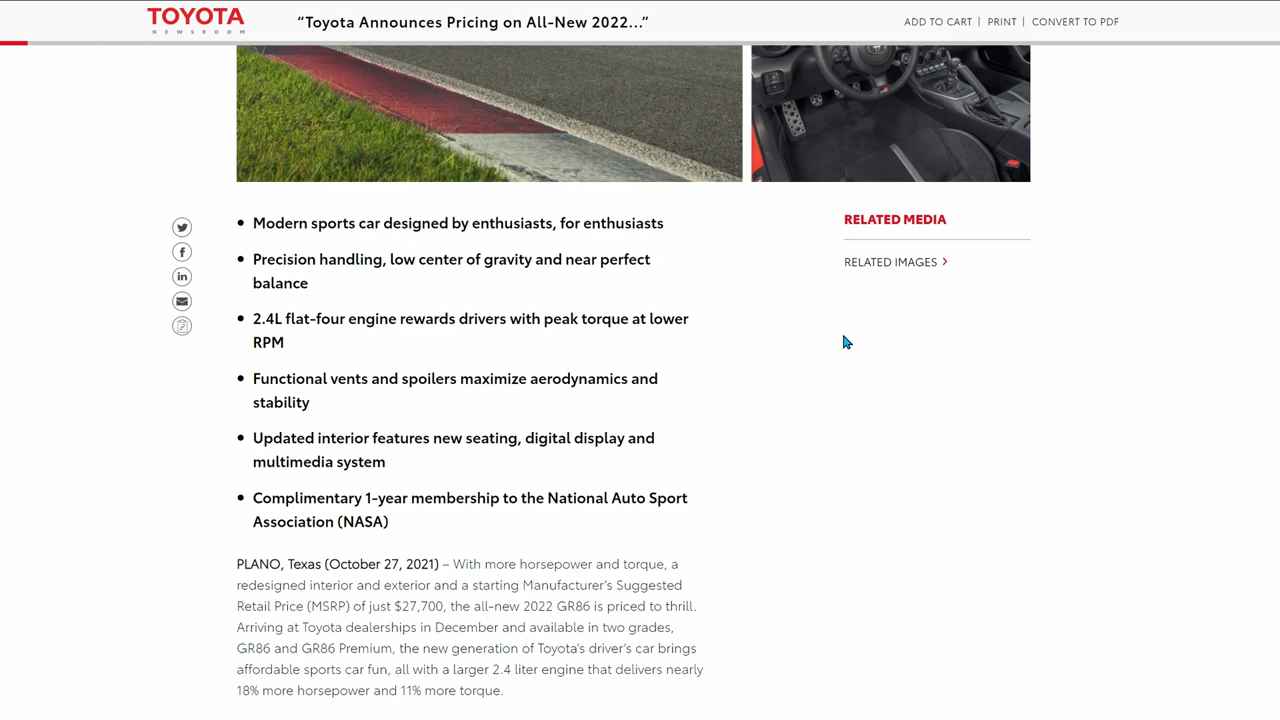 TOYOTA
NEWSROOM
“Toyota Announces Pricing on All-New 2022...”
ADD TO CART | PRINT | CONVERT TO PDF
• Modern sports car designed by enthusiasts, for enthusiasts
• Precision handling, low center of gravity and near perfect
balance
• 2.4L flat-four engine rewards drivers with peak torque at lower
RPM
• Functional vents and spoilers maximize aerodynamics and
stability
• Updated interior features new seating, digital display and
multimedia system
• Complimentary 1-year membership to the National Auto Sport
Association (NASA)
RELATED MEDIA
RELATED IMAGES >
PLANO, Texas (October 27, 2021) – With more horsepower and torque, a
redesigned interior and exterior and a starting Manufacturer’s Suggested
Retail Price (MSRP) of just $27,700, the all-new 2022 GR86 is priced to thrill.
Arriving at Toyota dealerships in December and available in two grades,
GR86 and GR86 Premium, the new generation of Toyota’s driver’s car brings
affordable sports car fun, all with a larger 2.4 liter engine that delivers nearly
18% more horsepower and 11% more torque.